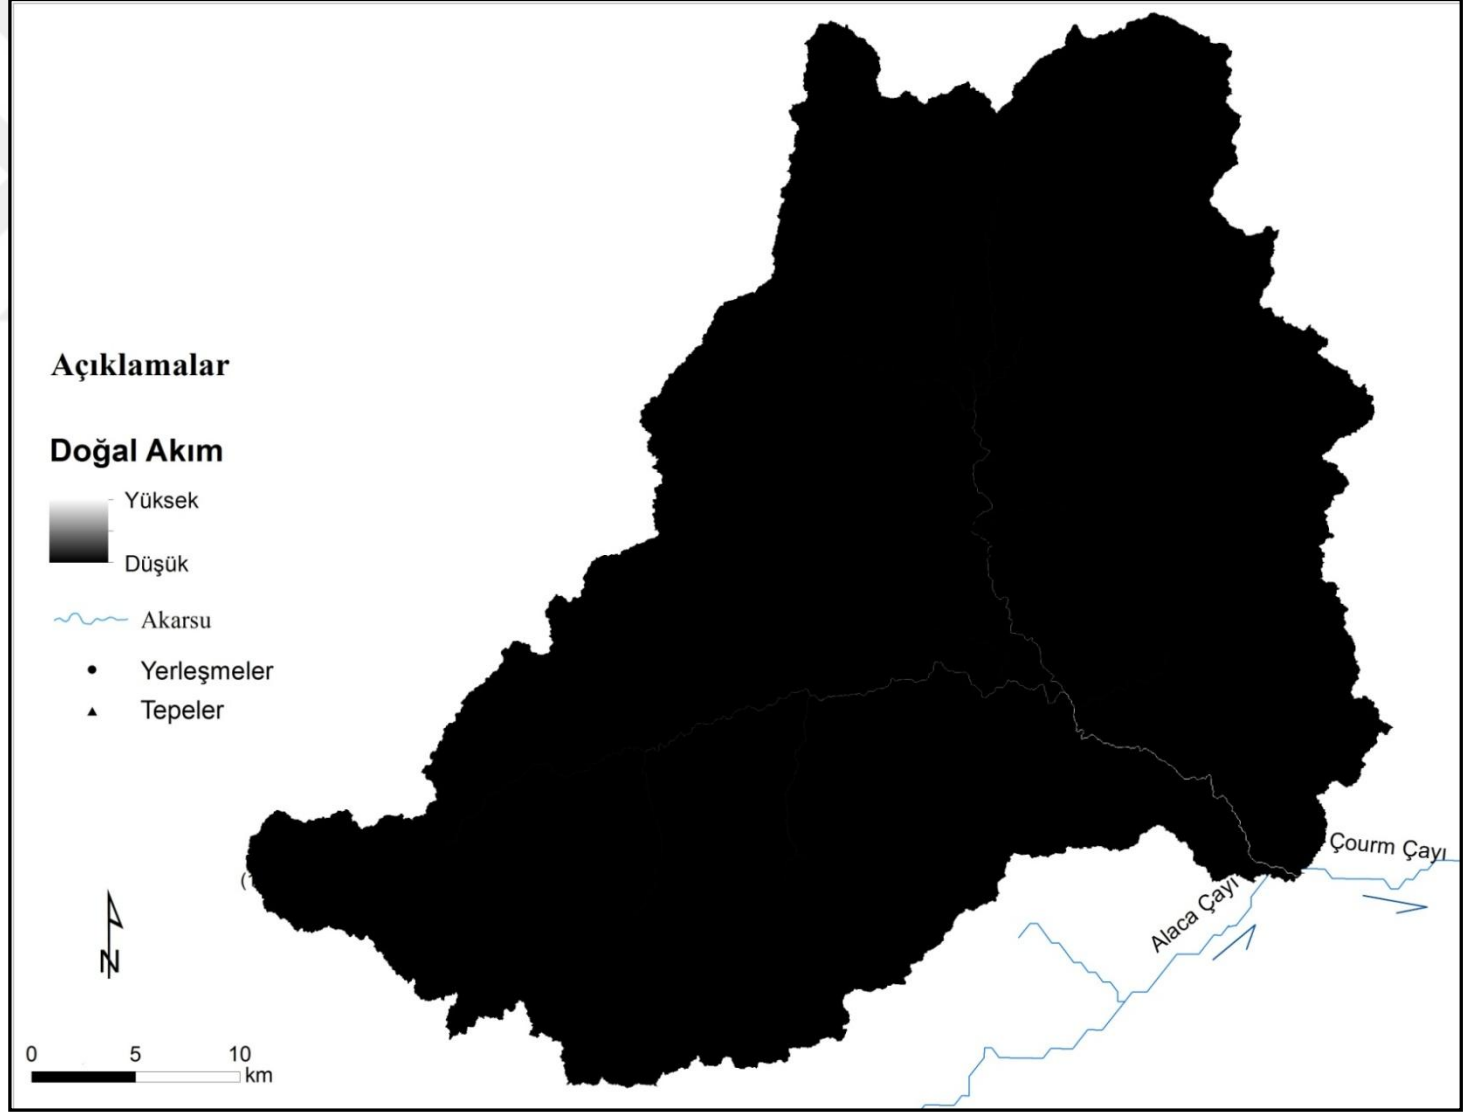 Açıklamalar
Doğal Akım
Yüksek
Düşük
Akarsu
Yerleşmeler
Tepeler
Çourm Çayı
Alaca Çayı
N
0 5 10
km